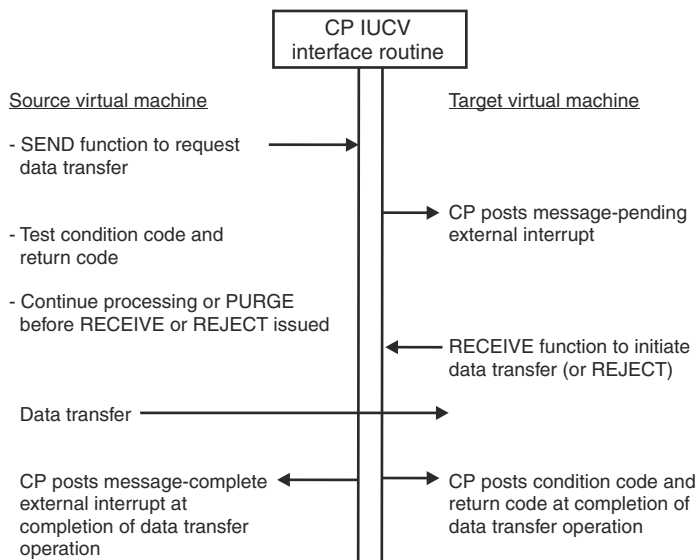 CP IUCV
interface routine
Source virtual machine
Target virtual machine
- SEND function to request
data transfer
CP posts message-pending
external interrupt
- Test condition code and
return code
- Continue processing or PURGE
before RECEIVE or REJECT issued
RECEIVE function to initiate
data transfer (or REJECT)
Data transfer
CP posts message-complete
external interrupt at
completion of data transfer
operation
CP posts condition code and
return code at completion of
data transfer operation